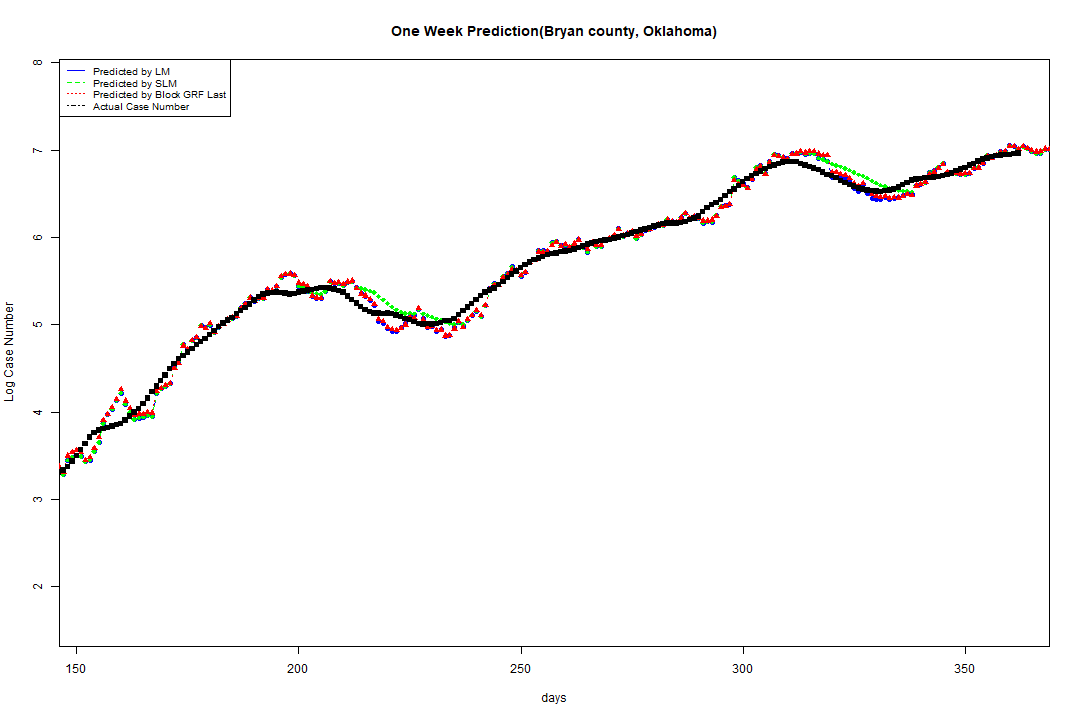 One Week Prediction(Bryan county, Oklahoma)
Predicted by LM
Predicted by SLM
Predicted by Block GRF Last
Actual Case Number
8
7
6
5
4
3
2
Log Case Number
150 200 250 300 350
days